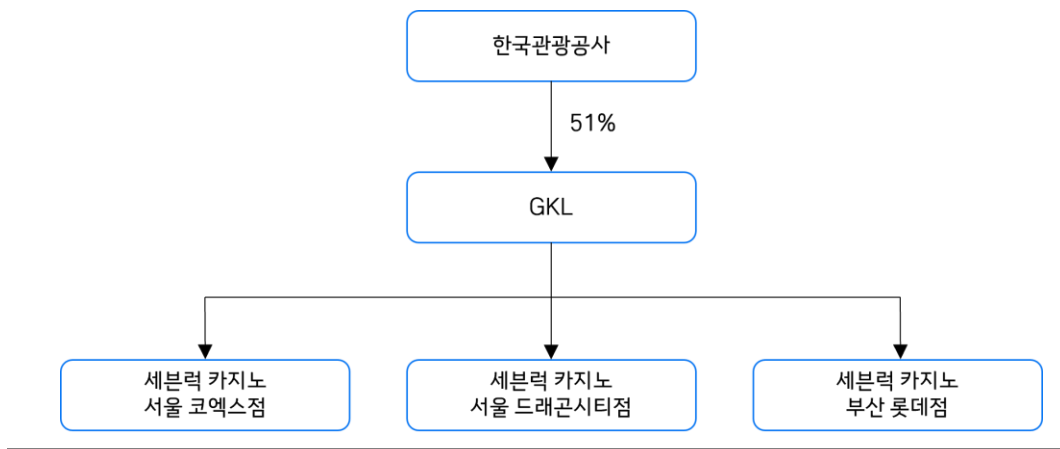 한국관광공사
51%
GKL
세븐럭 카지노
서울 코엑스점
세븐럭 카지노
서울 드래곤시티점
세븐럭 카지노
부산 롯데점